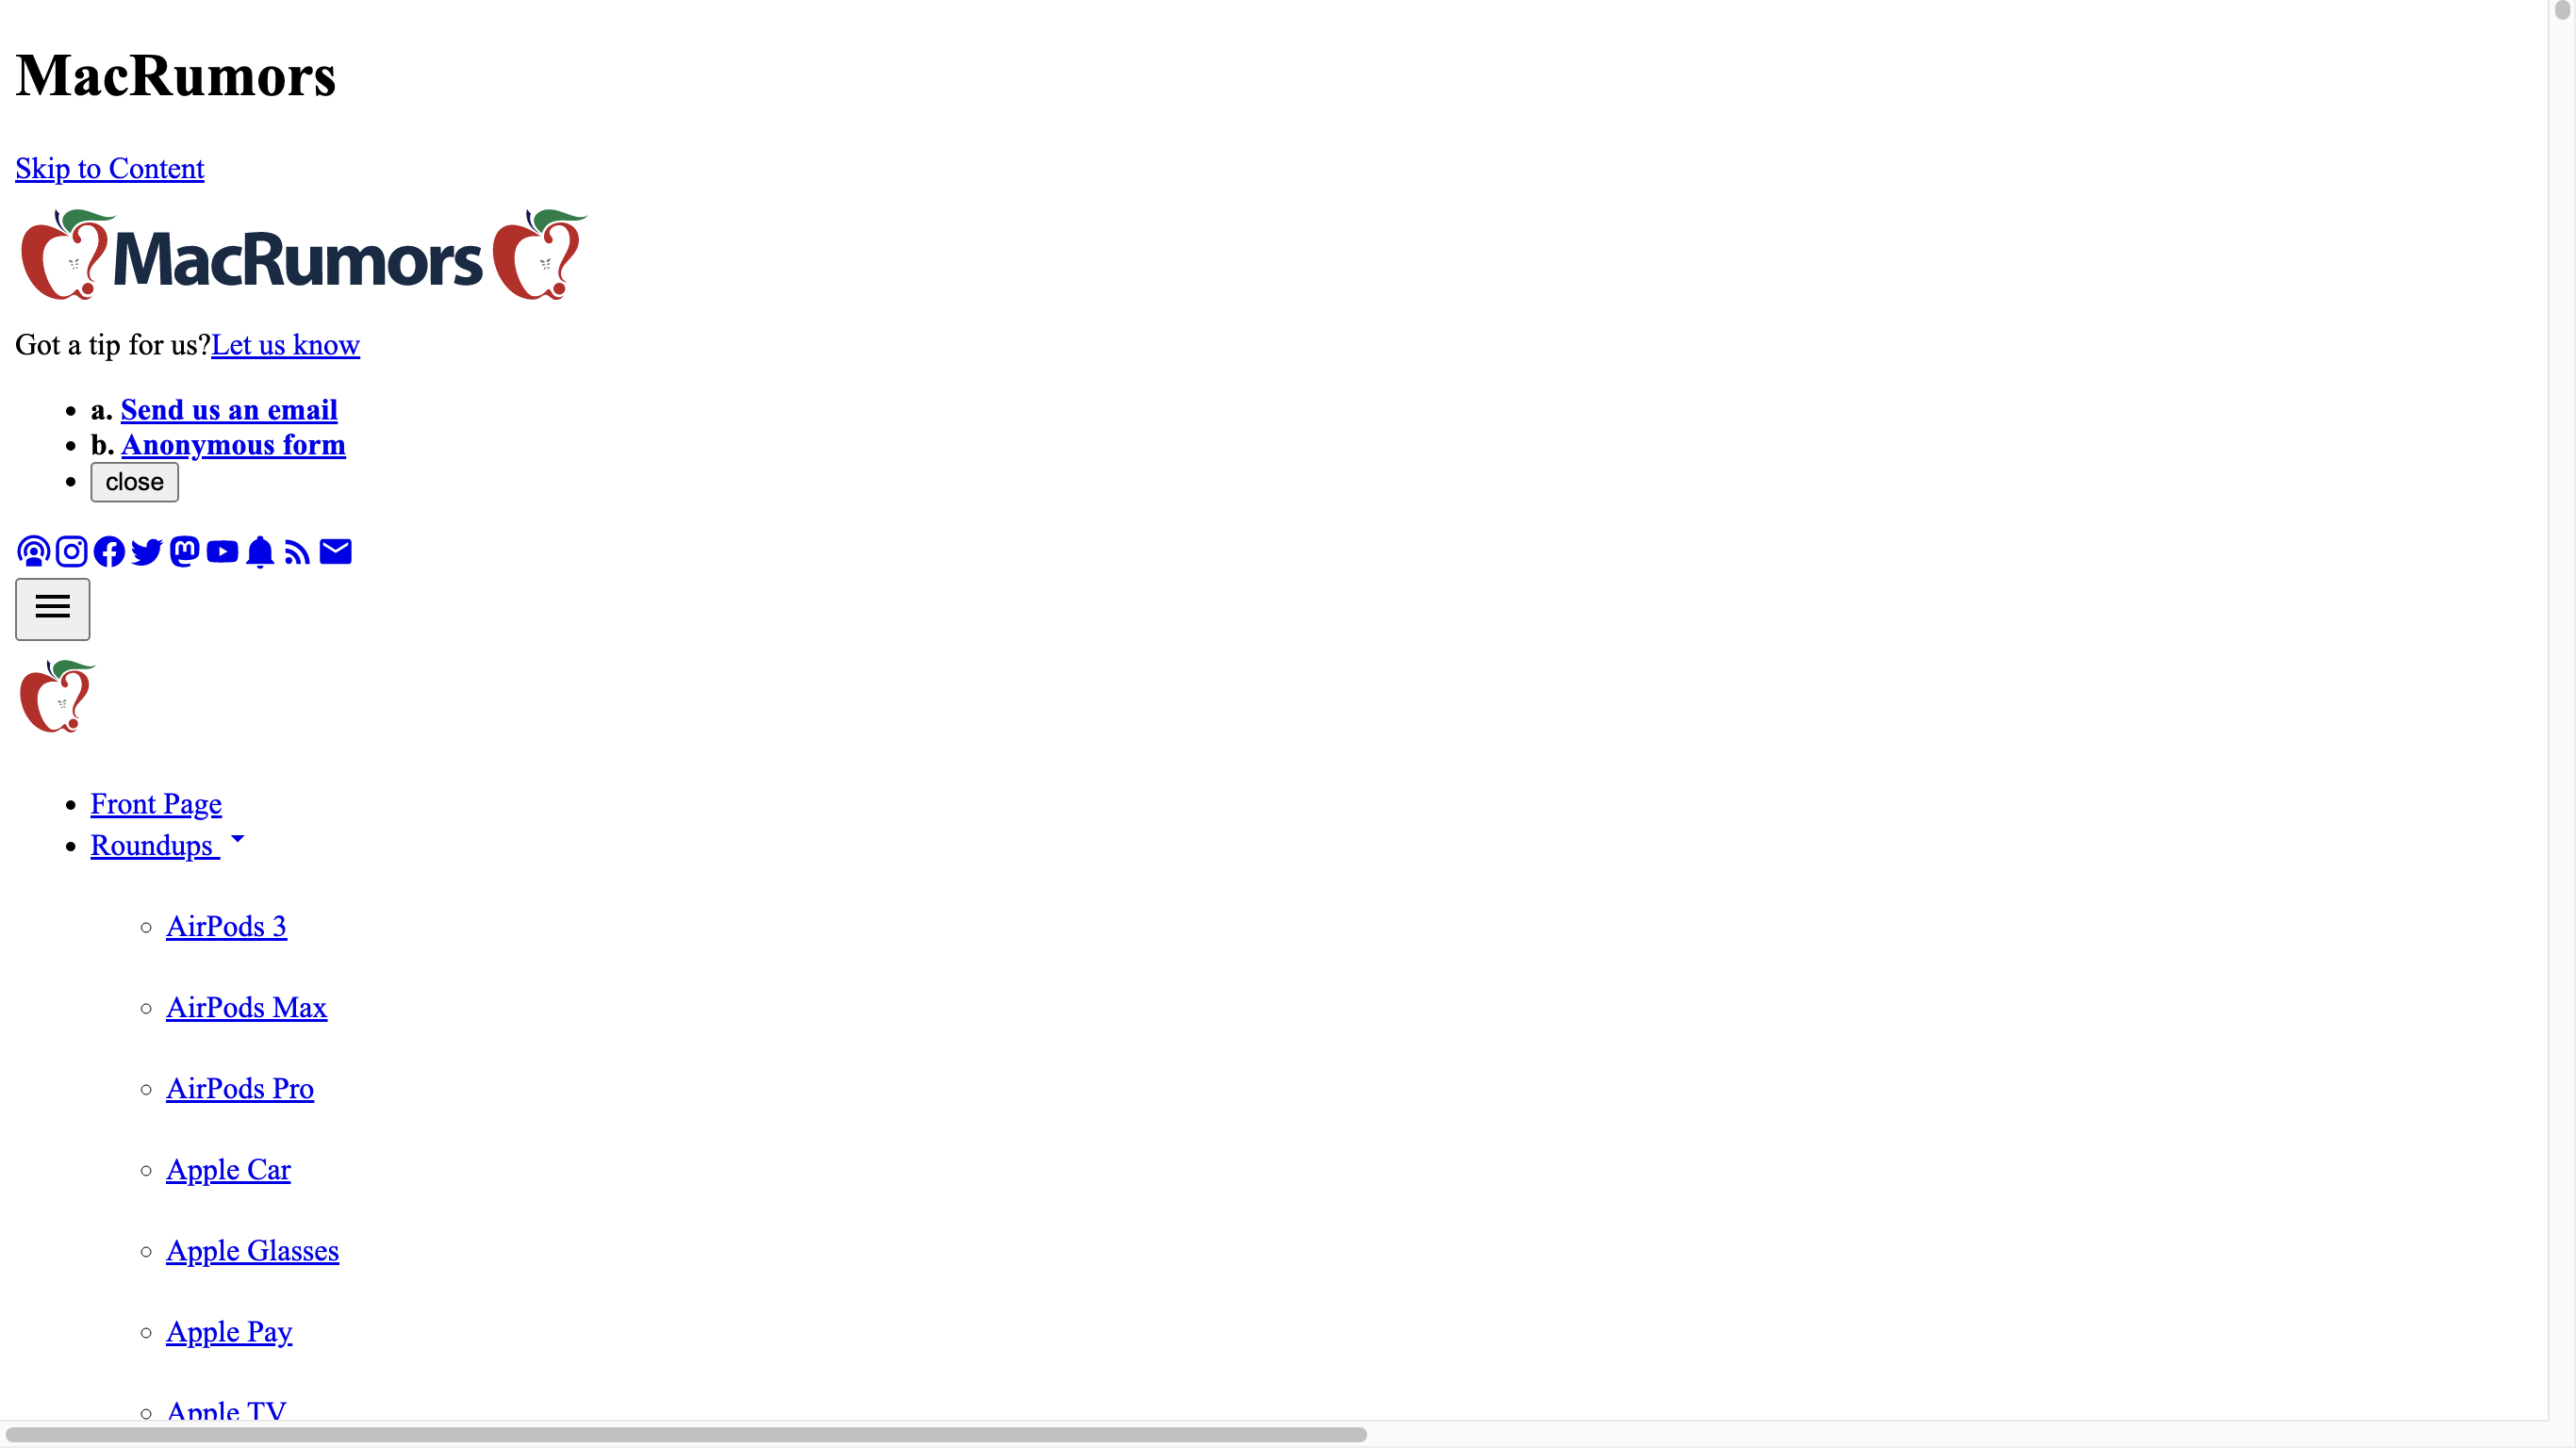 MacRumors
Skip to Content
MacRumors
Got a tip for us?Let us know
a. Send us an email
b. Anonymous form
close
Front Page
Roundups
AirPods 3
AirPods Max
AirPods Pro
Apple Car
Apple Glasses
Apple Pay
Apple TV